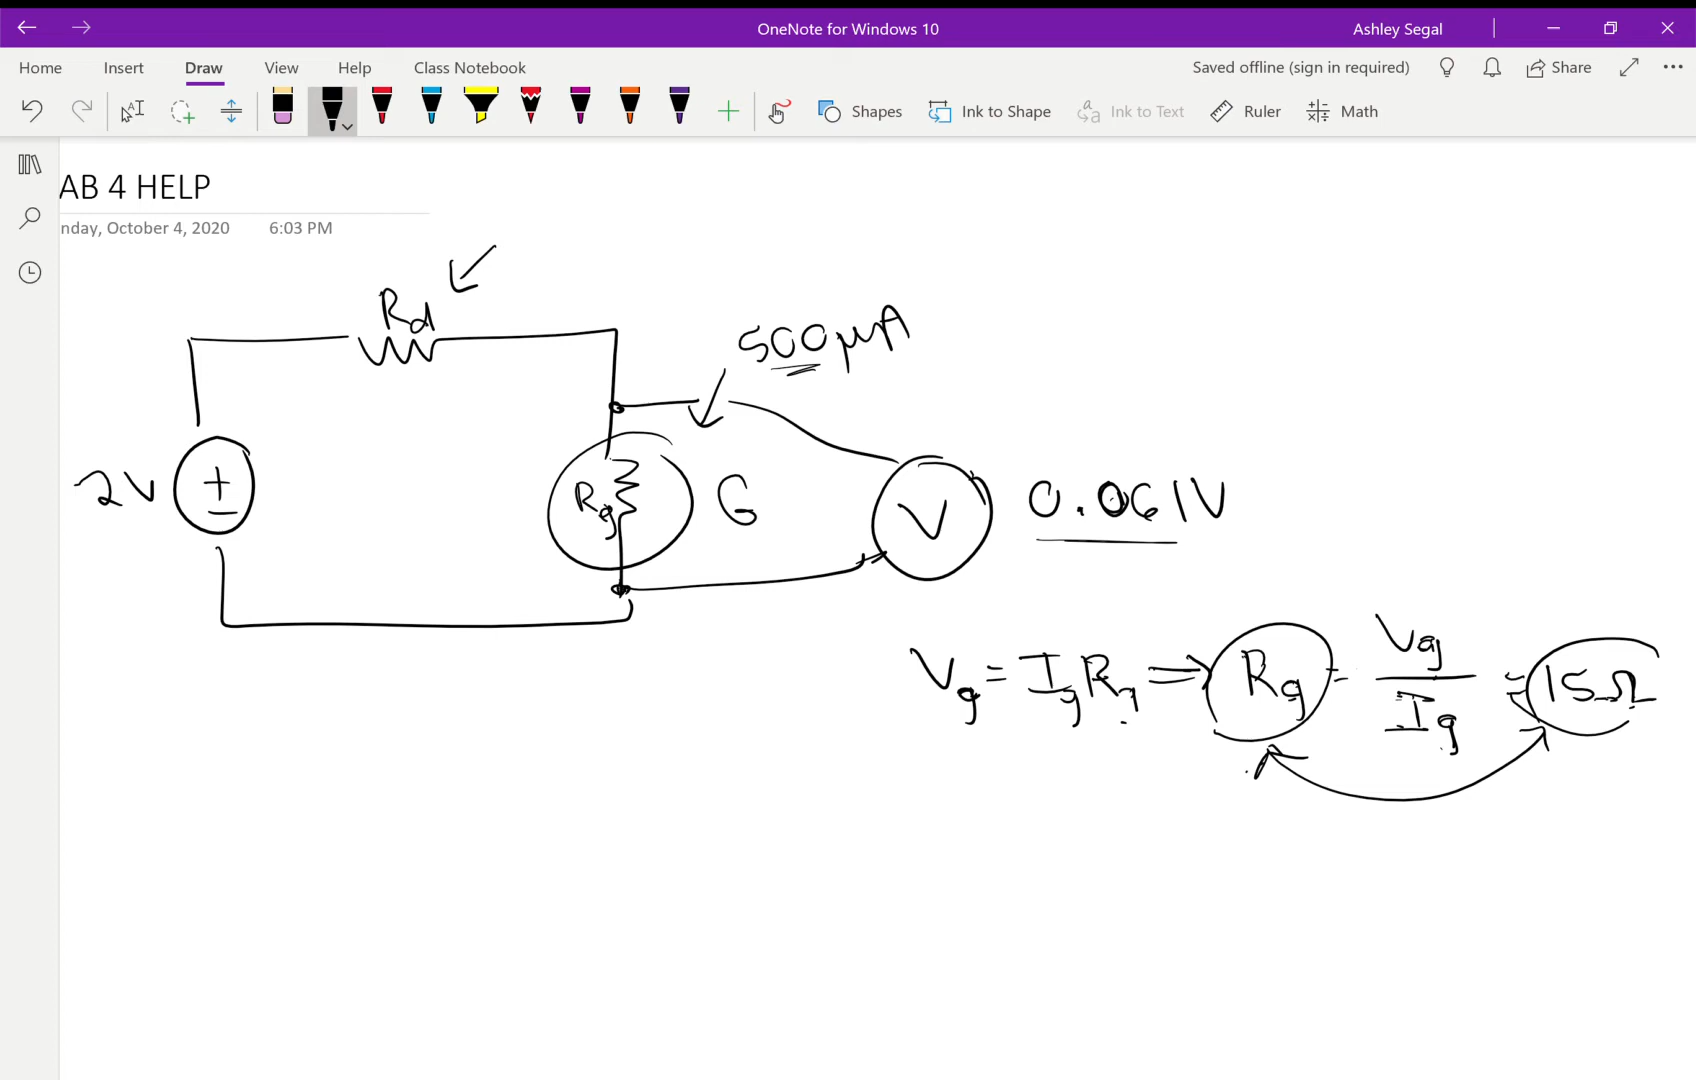 OneNote for Windows 10
Ashley Segal
Home Insert Draw View Help Class Notebook
Saved offline (sign in required)
Share
Shapes
Ink to Shape
Ink to Text
Ruler
Math
AB 4 HELP
nday, October 4, 2020 6:03 PM
Rd
500μA
2V
+
−
Rg
G
V
0.061V
Vg = IgRg ⇒ Rg = Vg / Ig = 15Ω